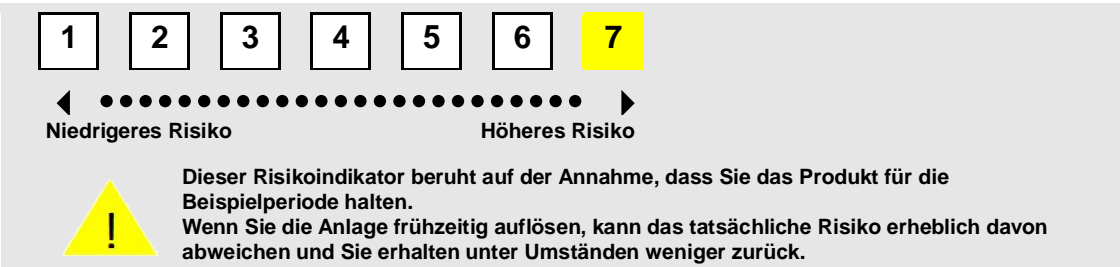 1 2 3 4 5 6 7
Niedrigeres Risiko Höheres Risiko
Dieser Risikoindikator beruht auf der Annahme, dass Sie das Produkt für die
Beispielperiode halten.
Wenn Sie die Anlage frühzeitig auflösen, kann das tatsächliche Risiko erheblich davon
abweichen und Sie erhalten unter Umständen weniger zurück.
!